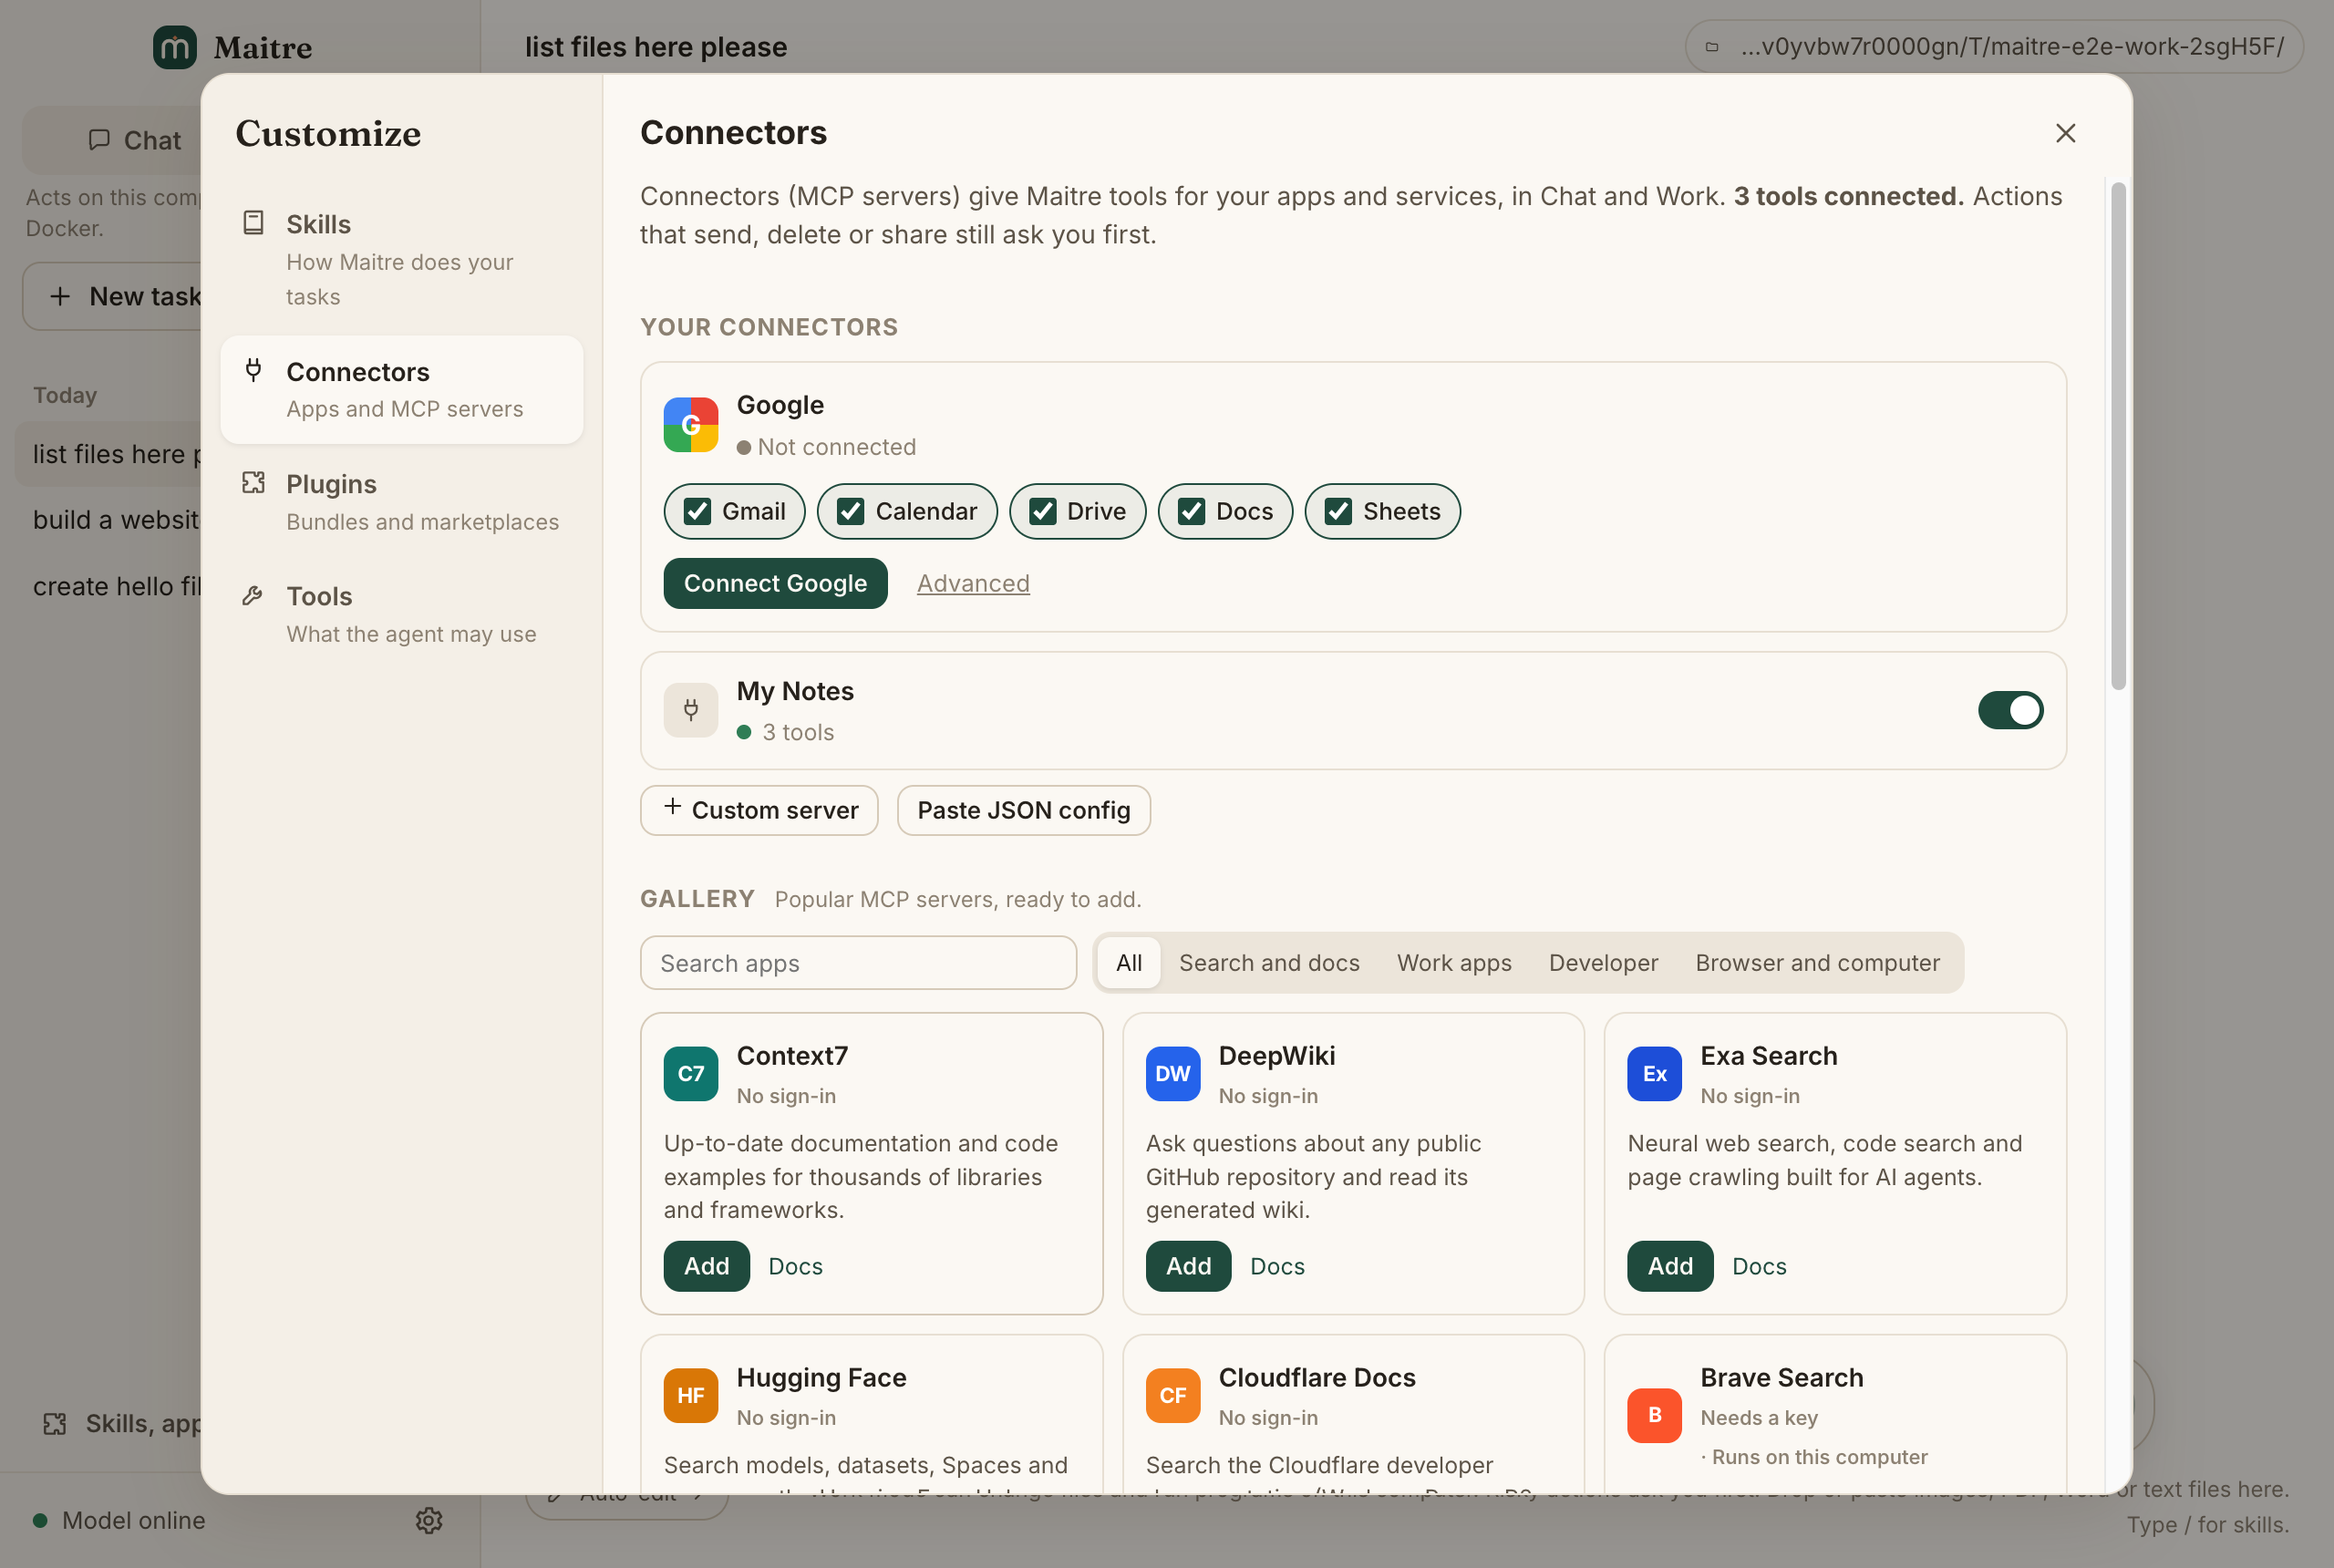 Maitre
list files here please
...v0yvbw7r0000gn/T/maitre-e2e-work-2sgH5F/
Chat
Acts on this
Docker.
New task
Today
list files here
build a
create hello
Skills,
Model online
Customize
Skills
How Maitre does your
tasks
Connectors
Apps and MCP servers
Plugins
Bundles and marketplaces
Tools
What the agent may use
Connectors
Connectors (MCP servers) give Maitre tools for your apps and services, in Chat and Work. 3 tools connected. Actions
that send, delete or share still ask you first.
YOUR CONNECTORS
G
Google
Not connected
Gmail
Calendar
Drive
Docs
Sheets
Connect Google
Advanced
My Notes
3 tools
Custom server
Paste JSON config
GALLERY Popular MCP servers, ready to add.
Search apps
All
Search and docs
Work apps
Developer
Browser and computer
C7
Context7
No sign-in
Up-to-date documentation and code
examples for thousands of libraries
and frameworks.
Add
Docs
DW
DeepWiki
No sign-in
Ask questions about any public
GitHub repository and read its
generated wiki.
Add
Docs
Ex
Exa Search
No sign-in
Neural web search, code search and
page crawling built for AI agents.
Add
Docs
HF
Hugging Face
No sign-in
Search models, datasets, Spaces and
CF
Cloudflare Docs
No sign-in
Search the Cloudflare developer
B
Brave Search
Needs a key
· Runs on this computer
or text files here.
Type / for skills.